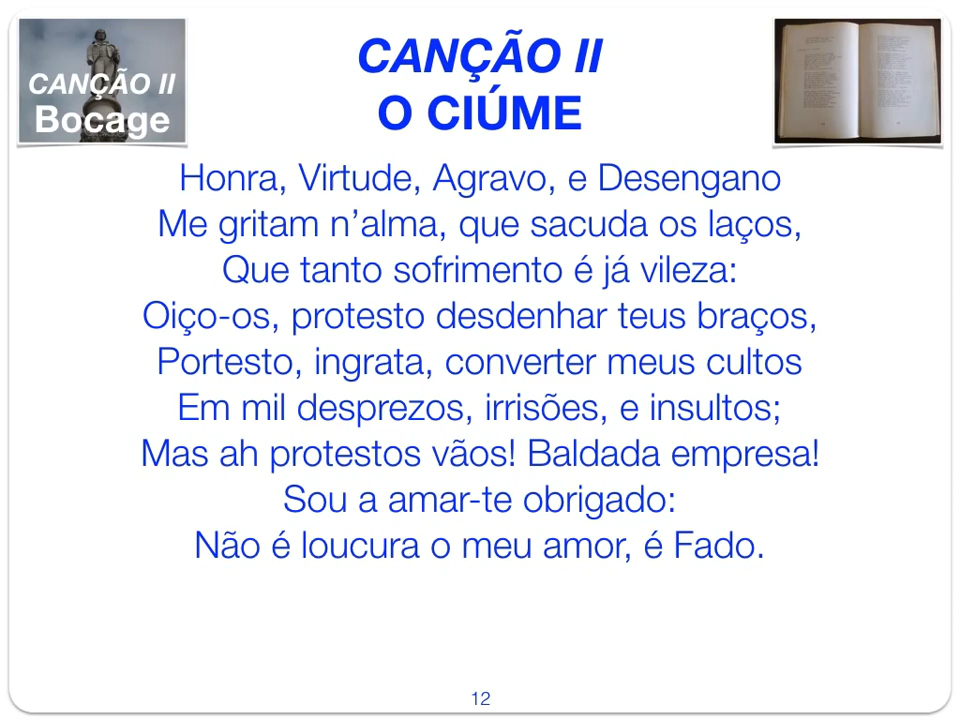 CANÇÃO II
Bocage
CANÇÃO II
O CIÚME
Honra, Virtude, Agravo, e Desengano
Me gritam n’alma, que sacuda os laços,
Que tanto sofrimento é já vileza:
Oiço-os, protesto desdenhar teus braços,
Portesto, ingrata, converter meus cultos
Em mil desprezos, irrisões, e insultos;
Mas ah protestos vãos! Baldada empresa!
Sou a amar-te obrigado:
Não é loucura o meu amor, é Fado.
12